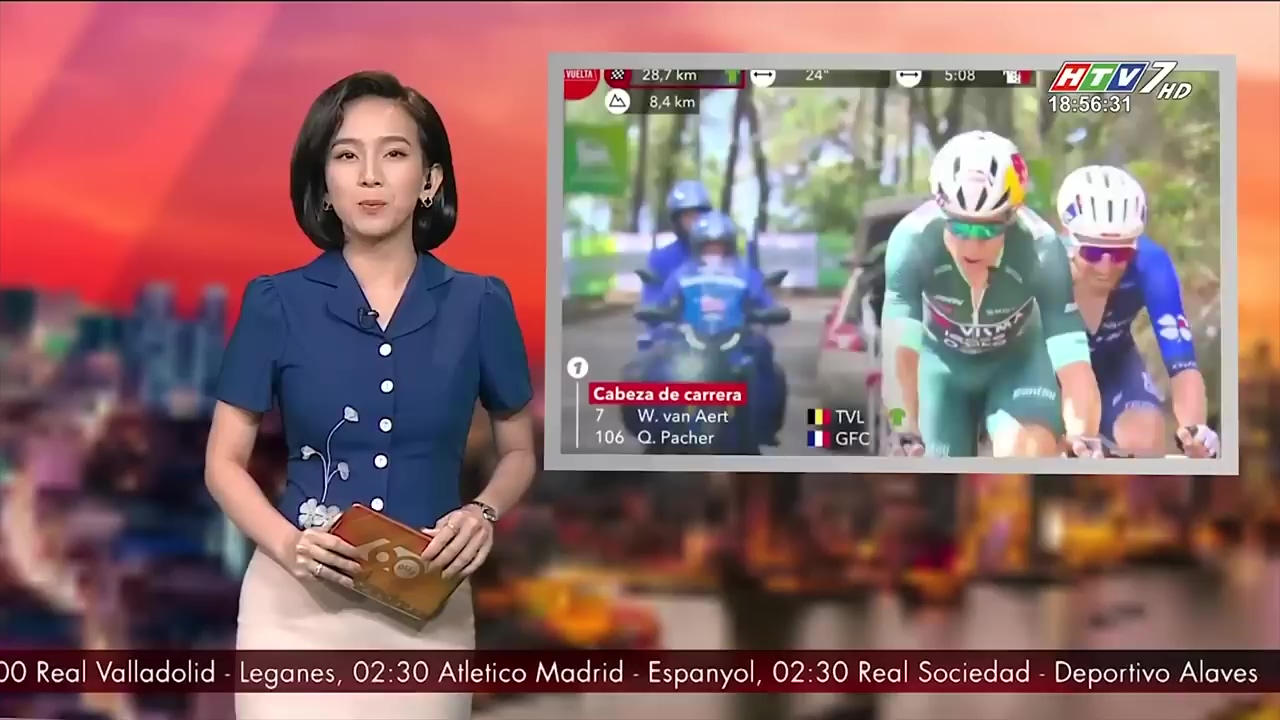 VUELTA
28,7 km
24"
5:08
8,4 km
HTV7 HD
18:56:31
VISMA
1
Cabeza de carrera
7 W. van Aert TVL
106 Q. Pacher GFC
60
00 Real Valladolid - Leganes, 02:30 Atletico Madrid - Espanyol, 02:30 Real Sociedad - Deportivo Alaves